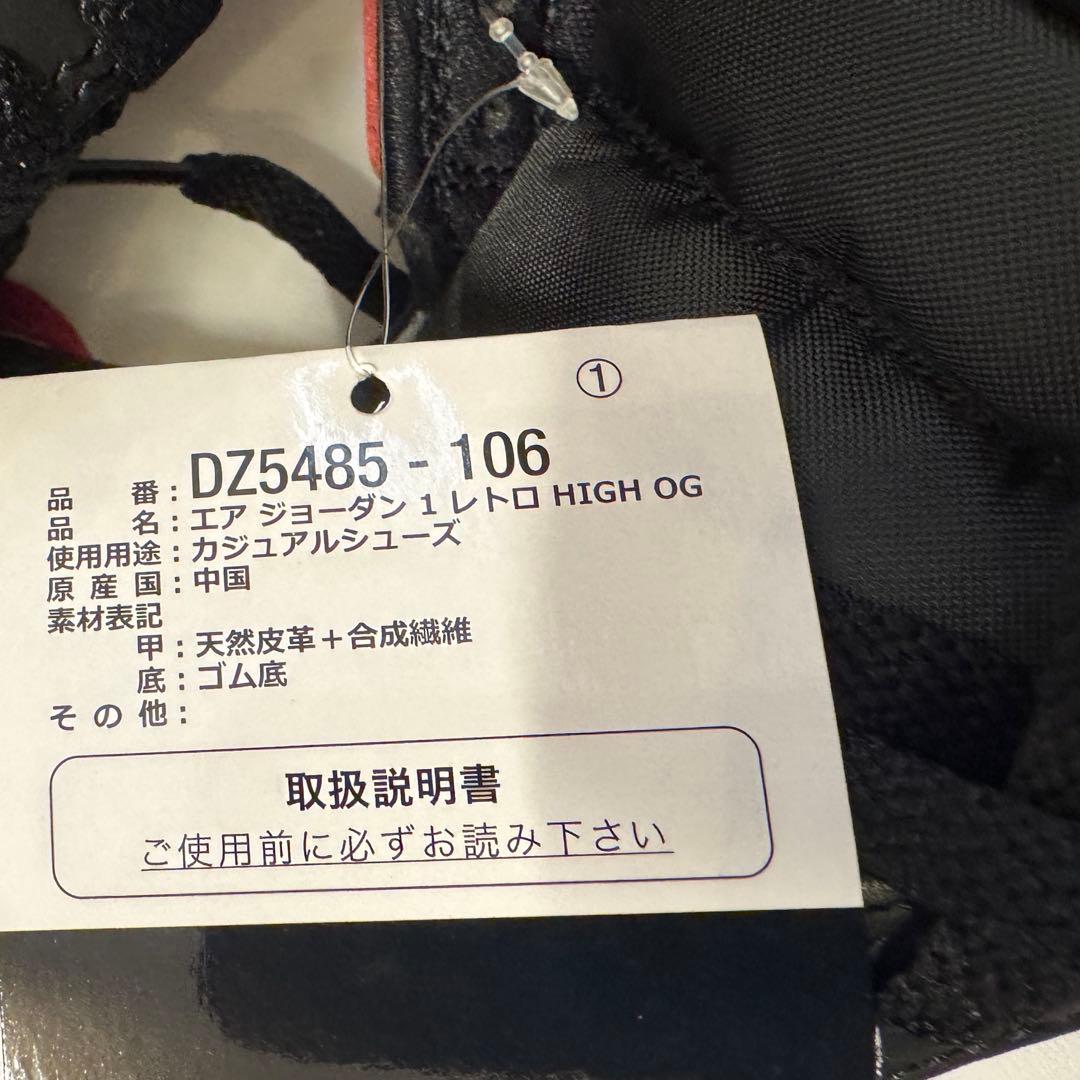 ①
品 番：DZ5485 - 106
品 名：エア ジョーダン 1 レトロ HIGH OG
使用用途：カジュアルシューズ
原 産 国：中国
素材表記
甲：天然皮革＋合成繊維
底：ゴム底
そ の 他：
取扱説明書
ご使用前に必ずお読み下さい